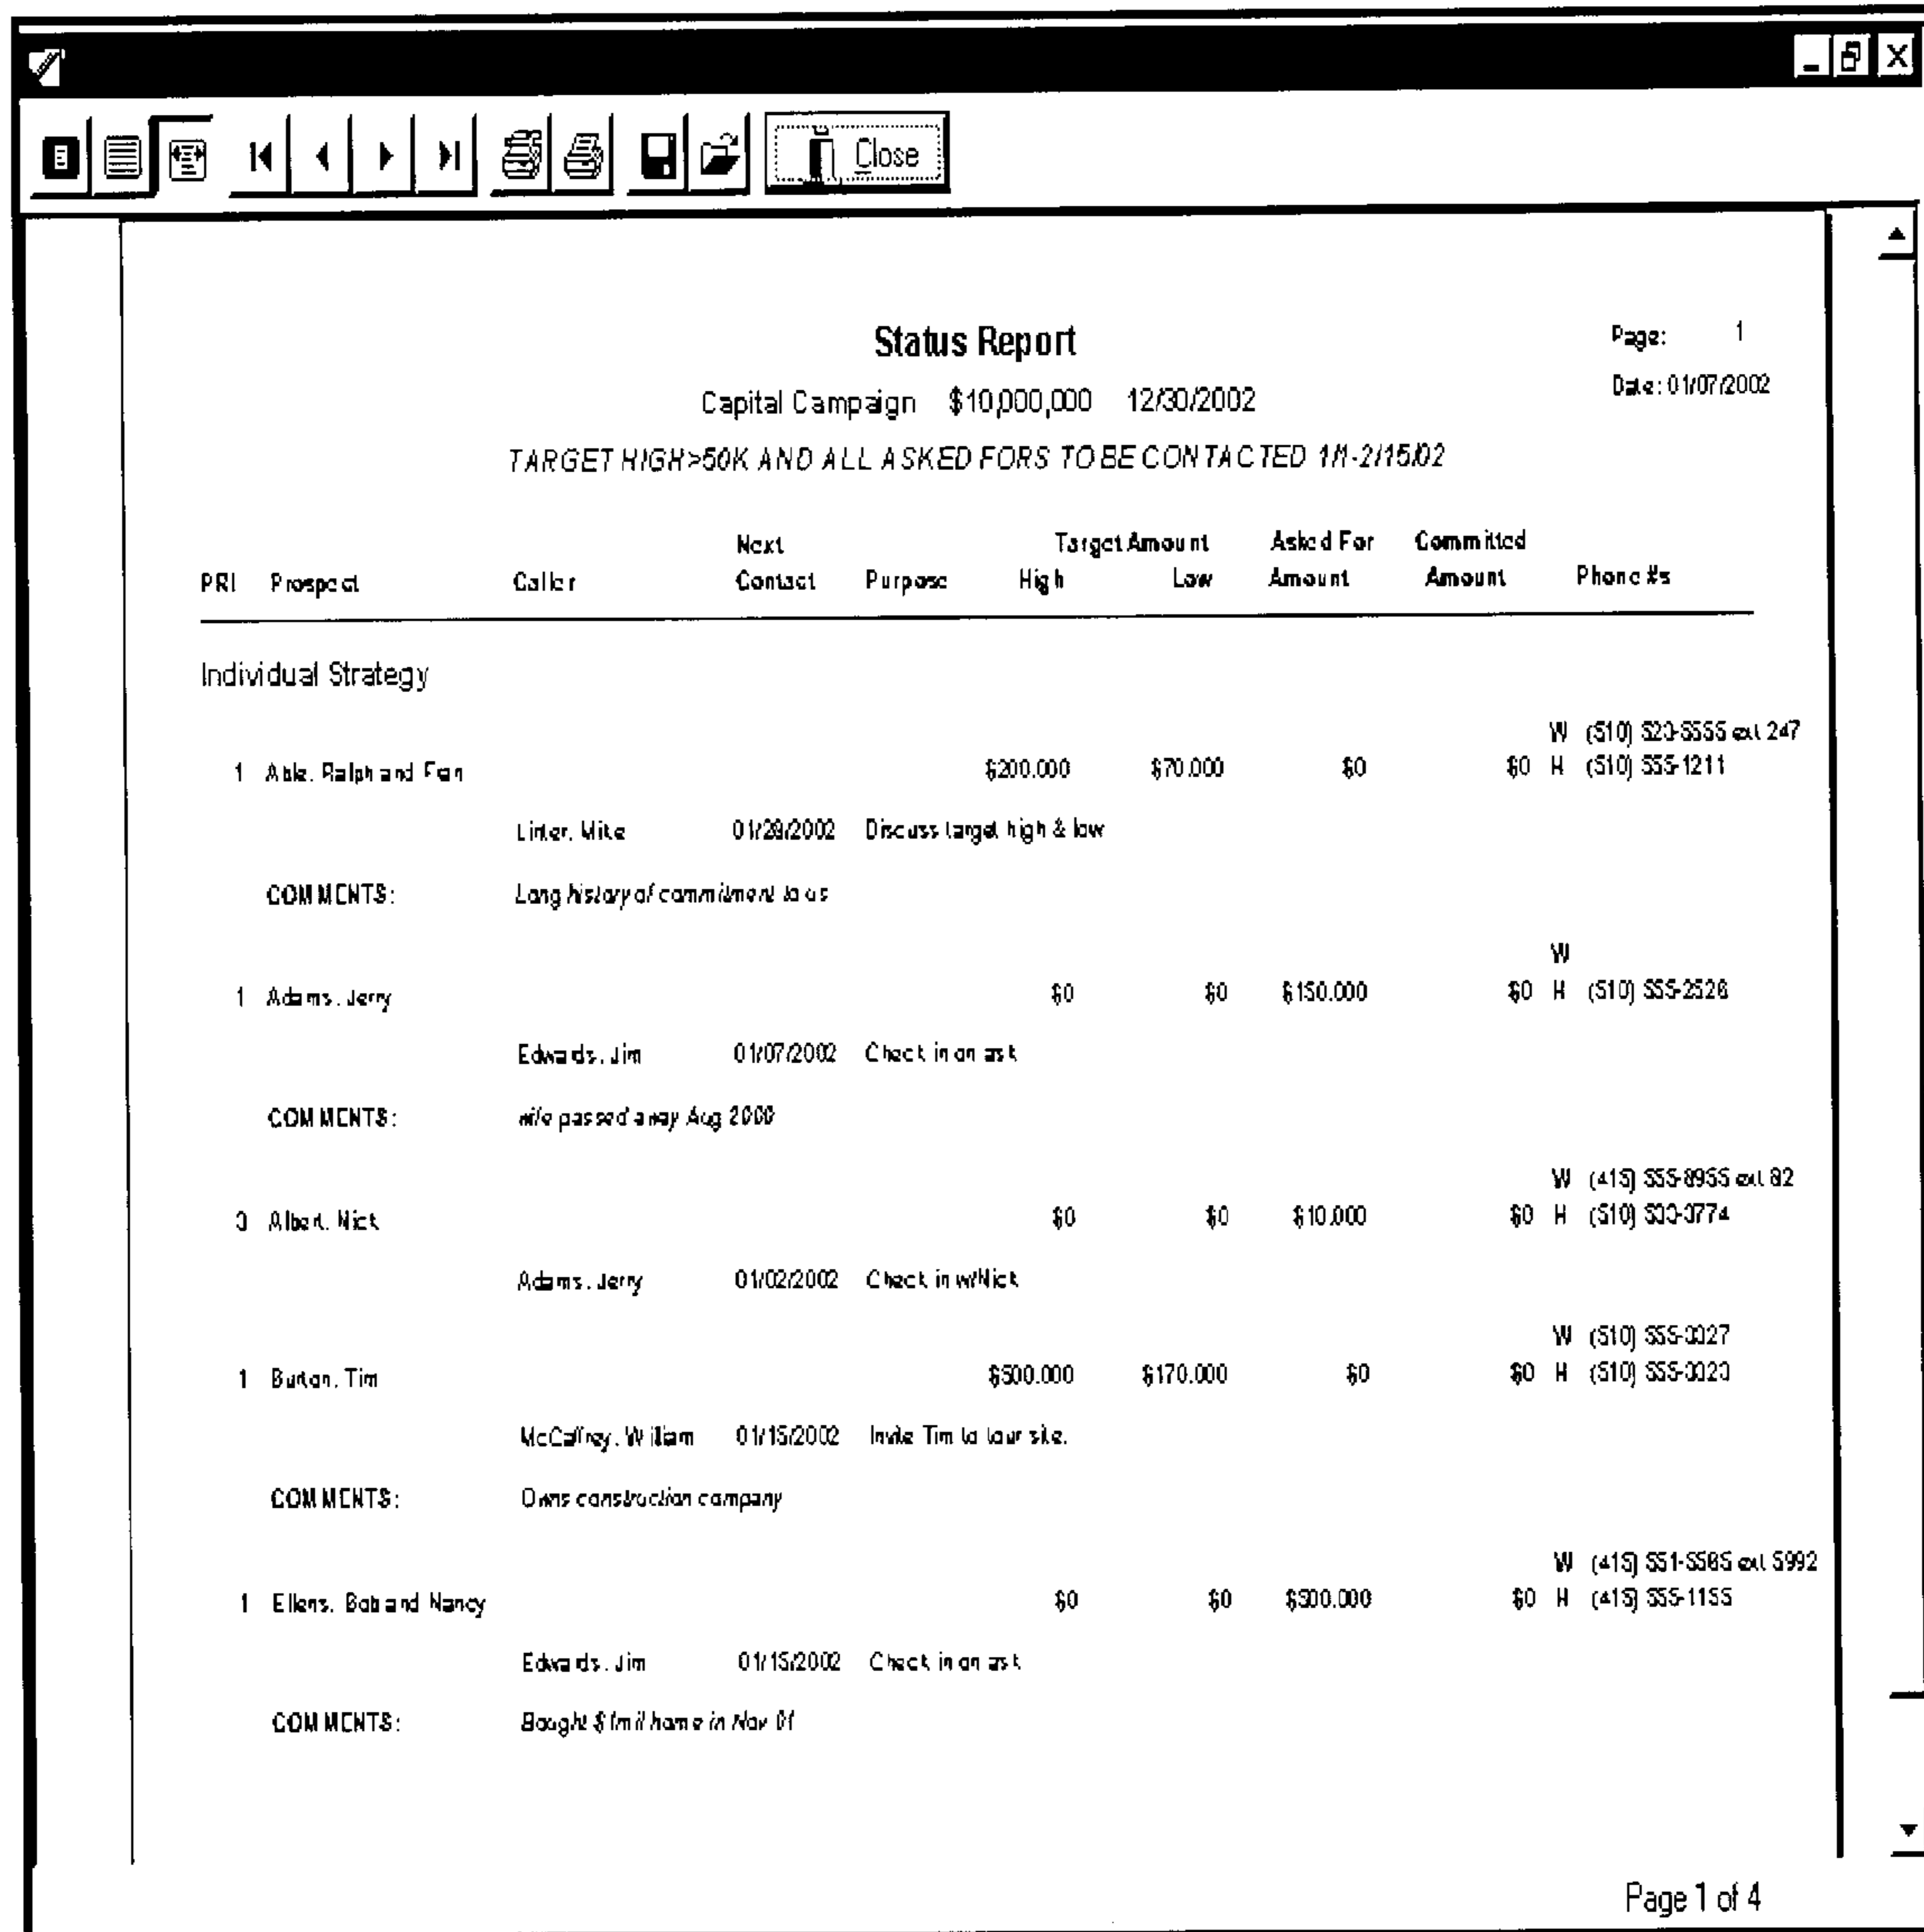 Close
Status Report
Page: 1
Capital Campaign $10,000,000 12/30/2002
Date: 01/07/2002
TARGET HIGH>50K AND ALL ASKED FORS TO BE CONTACTED 1/1-2/15/02
Next Target Amount Asked For Committed
PRI Prospect Caller Contact Purpose High Low Amount Amount Phone #s
Individual Strategy
W (510) 523-5555 ext 247
1 Able, Ralph and Fran $200,000 $70,000 $0 $0 H (510) 555-1211
Mike 01/28/2002 Discuss target high & low
COMMENTS: Long history of commitment to us
W
1 Adams, Jerry $0 $0 $150,000 $0 H (510) 555-2528
Edwards, Jim 01/07/2002 Check in on ask
COMMENTS: wife passed away Aug 2000
W (415) 555-8955 ext 82
3 Albert, Nick $0 $0 $10,000 $0 H (510)
Adams, Jerry 01/02/2002 Check in w/Nick
W (510)
1 Burton, Tim $500,000 $170,000 $0 $0 H (510)
McCaffrey, William 01/15/2002 Invite Tim to tour site.
COMMENTS: Owns construction company
W (415) 551-5585 ext 5992
1 Ellens, Bob and Nancy $0 $0 $500,000 $0 H (415) 555-1155
Edwards, Jim 01/15/2002 Check in on ask
COMMENTS: Bought $1mil home in Nov 01
Page 1 of 4